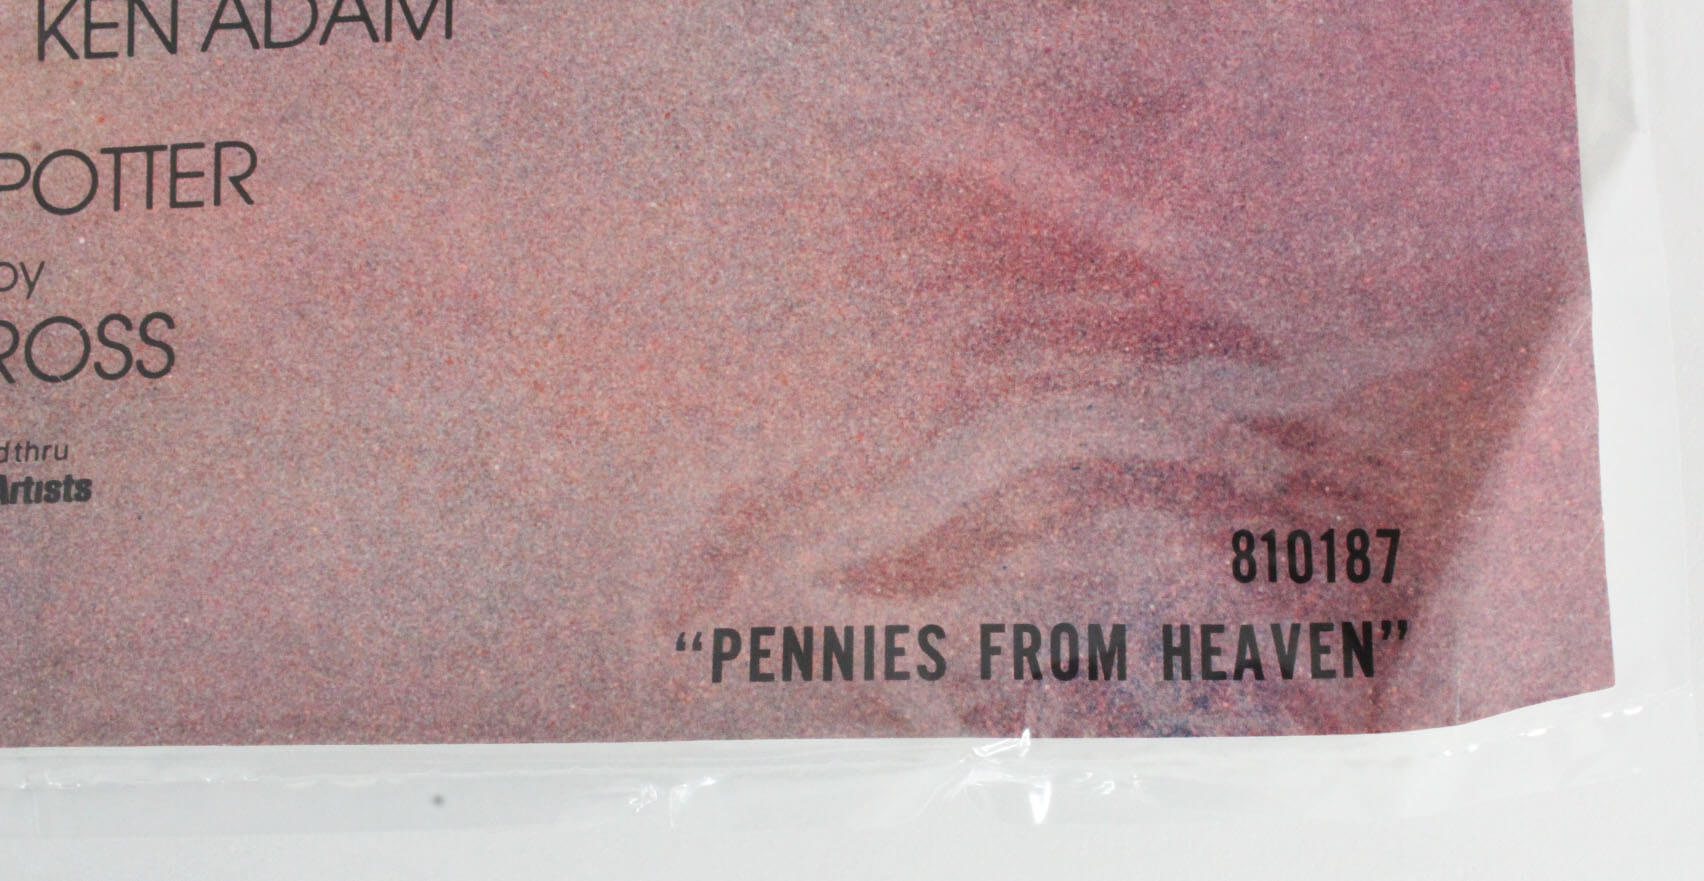 KEN ADAM
POTTER
by
ROSS
d thru
Artists
810187
“PENNIES FROM HEAVEN”